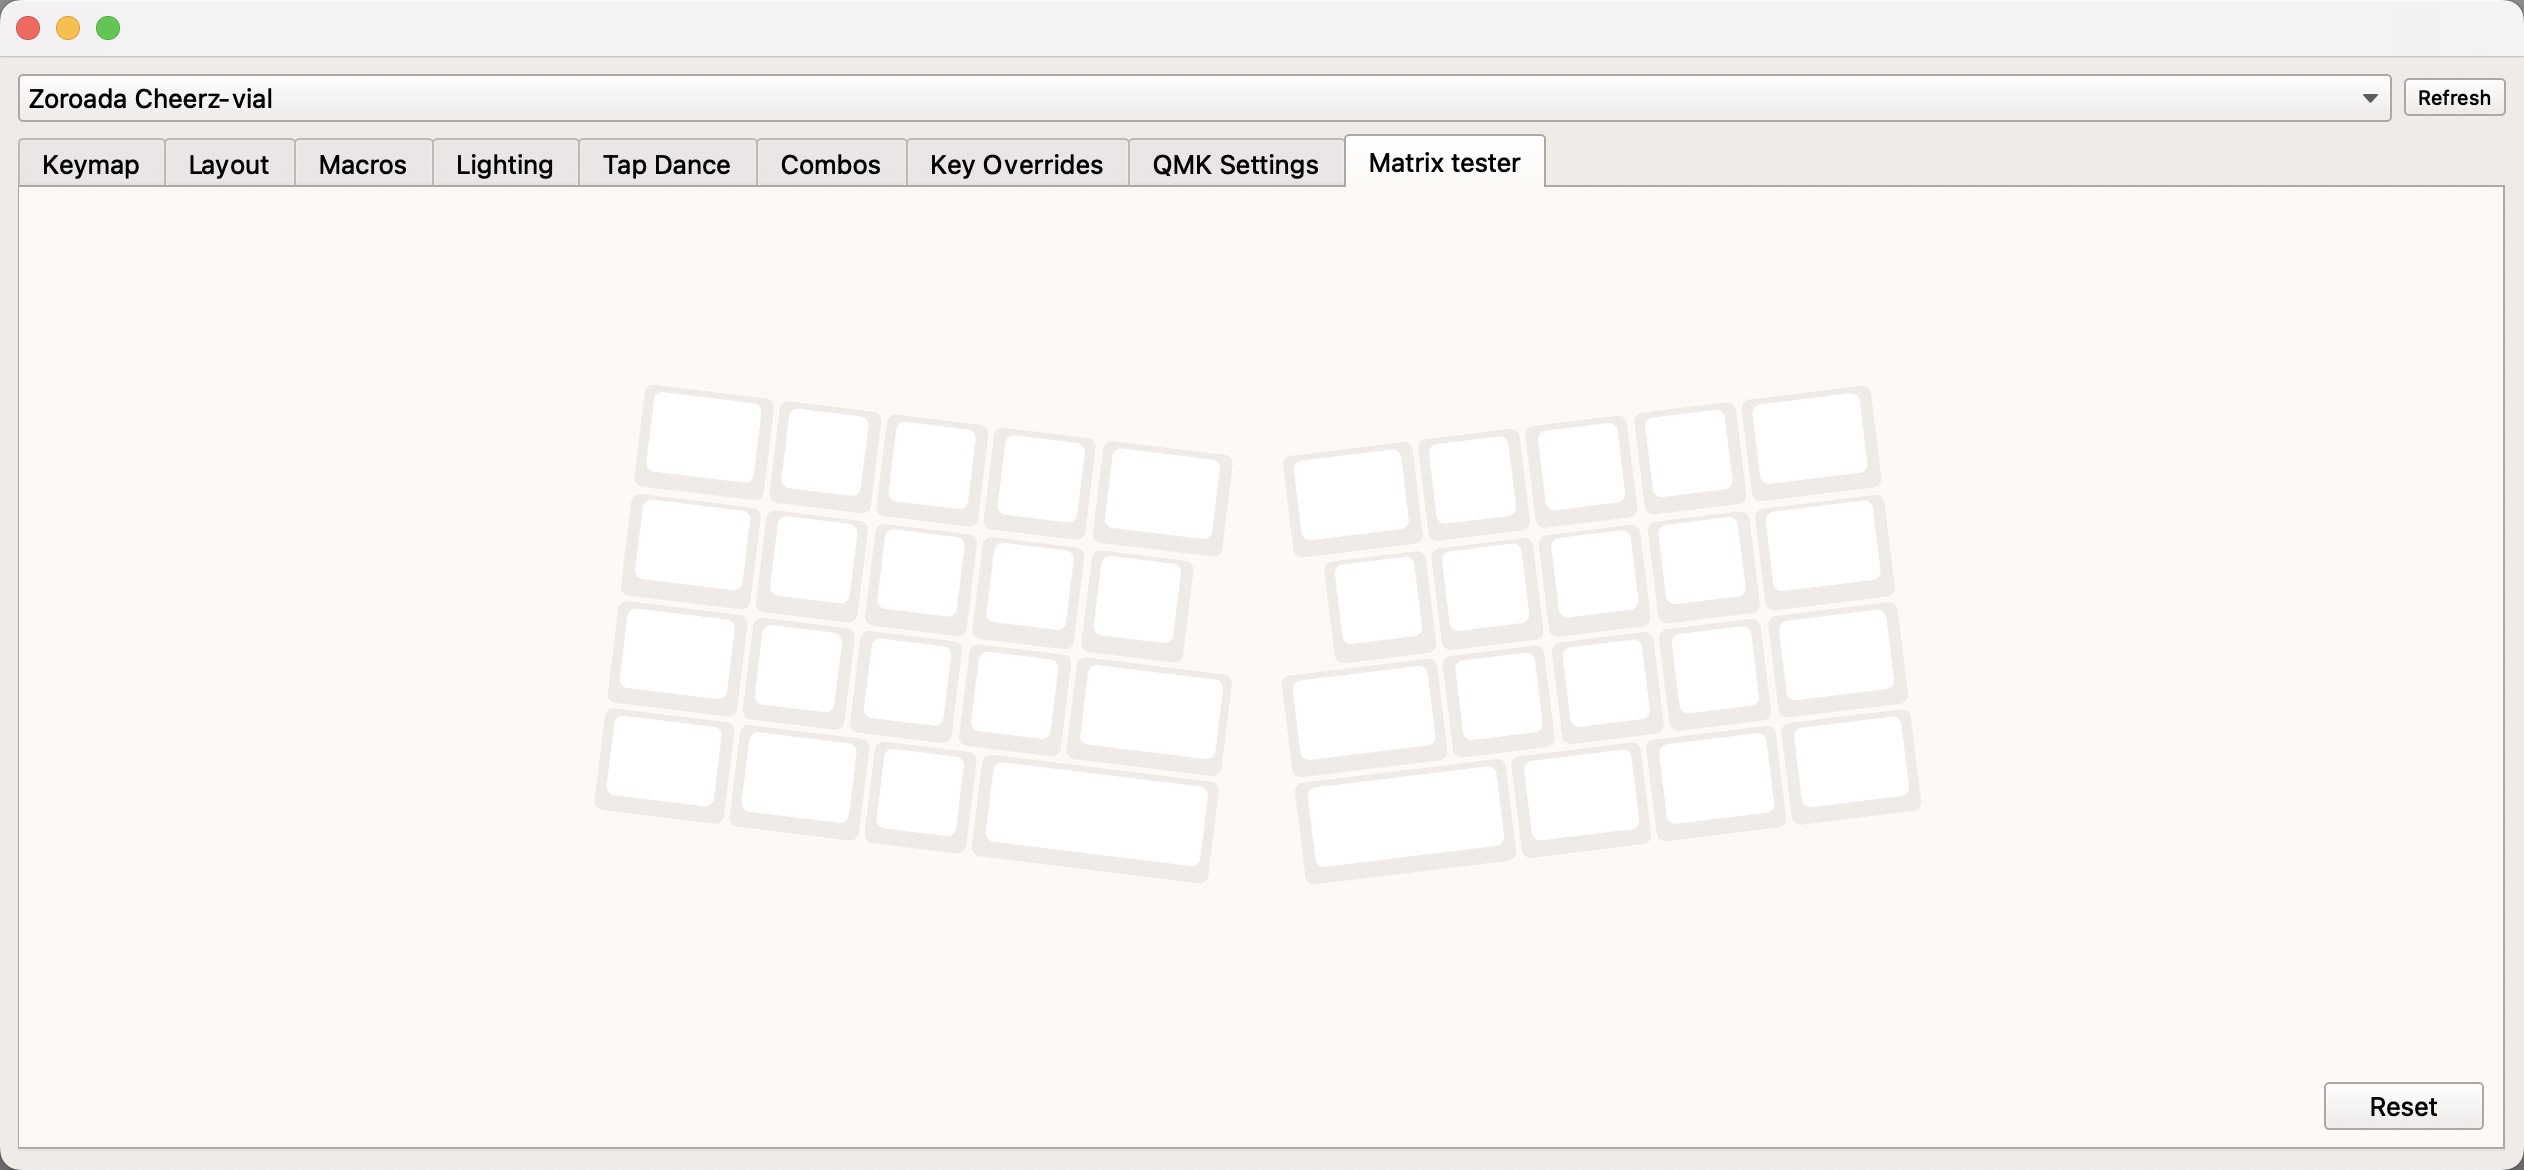 Zoroada Cheerz-vial
Refresh
Keymap
Layout
Macros
Lighting
Tap Dance
Combos
Key Overrides
QMK Settings
Matrix tester
Reset